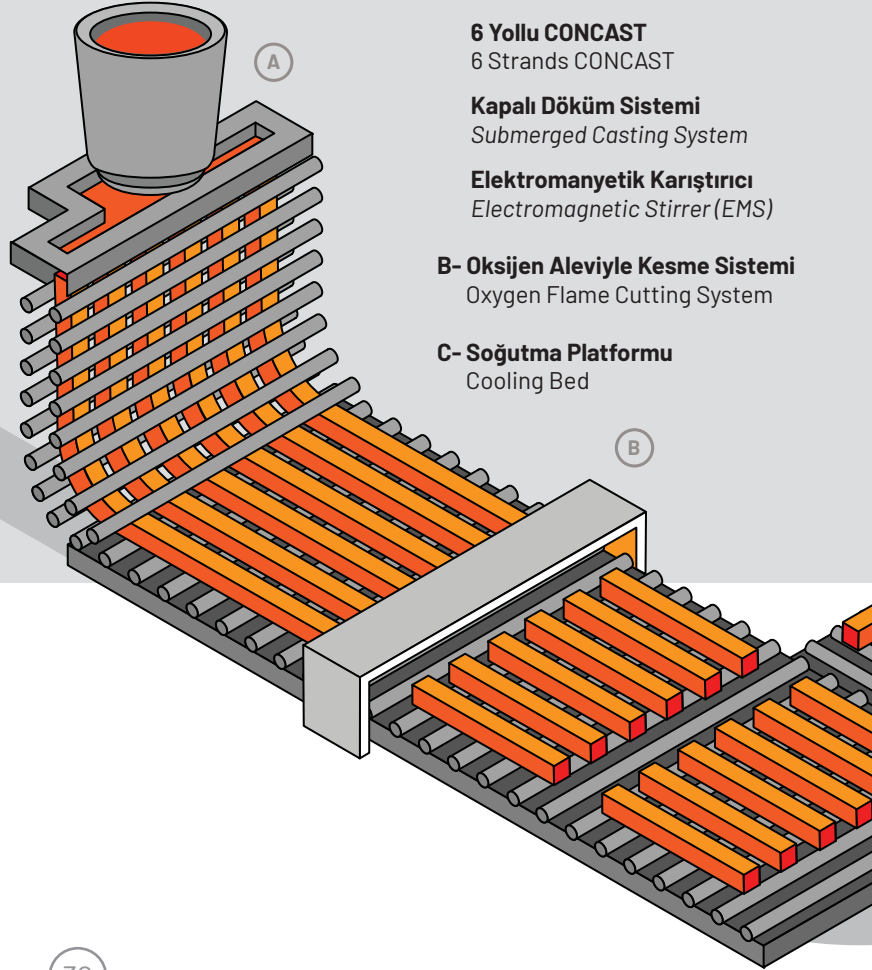 A
6 Yollu CONCAST
6 Strands CONCAST
Kapalı Döküm Sistemi
Submerged Casting System
Elektromanyetik Karıştırıcı
Electromagnetic Stirrer (EMS)
B- Oksijen Aleviyle Kesme Sistemi
Oxygen Flame Cutting System
C- Soğutma Platformu
Cooling Bed
B